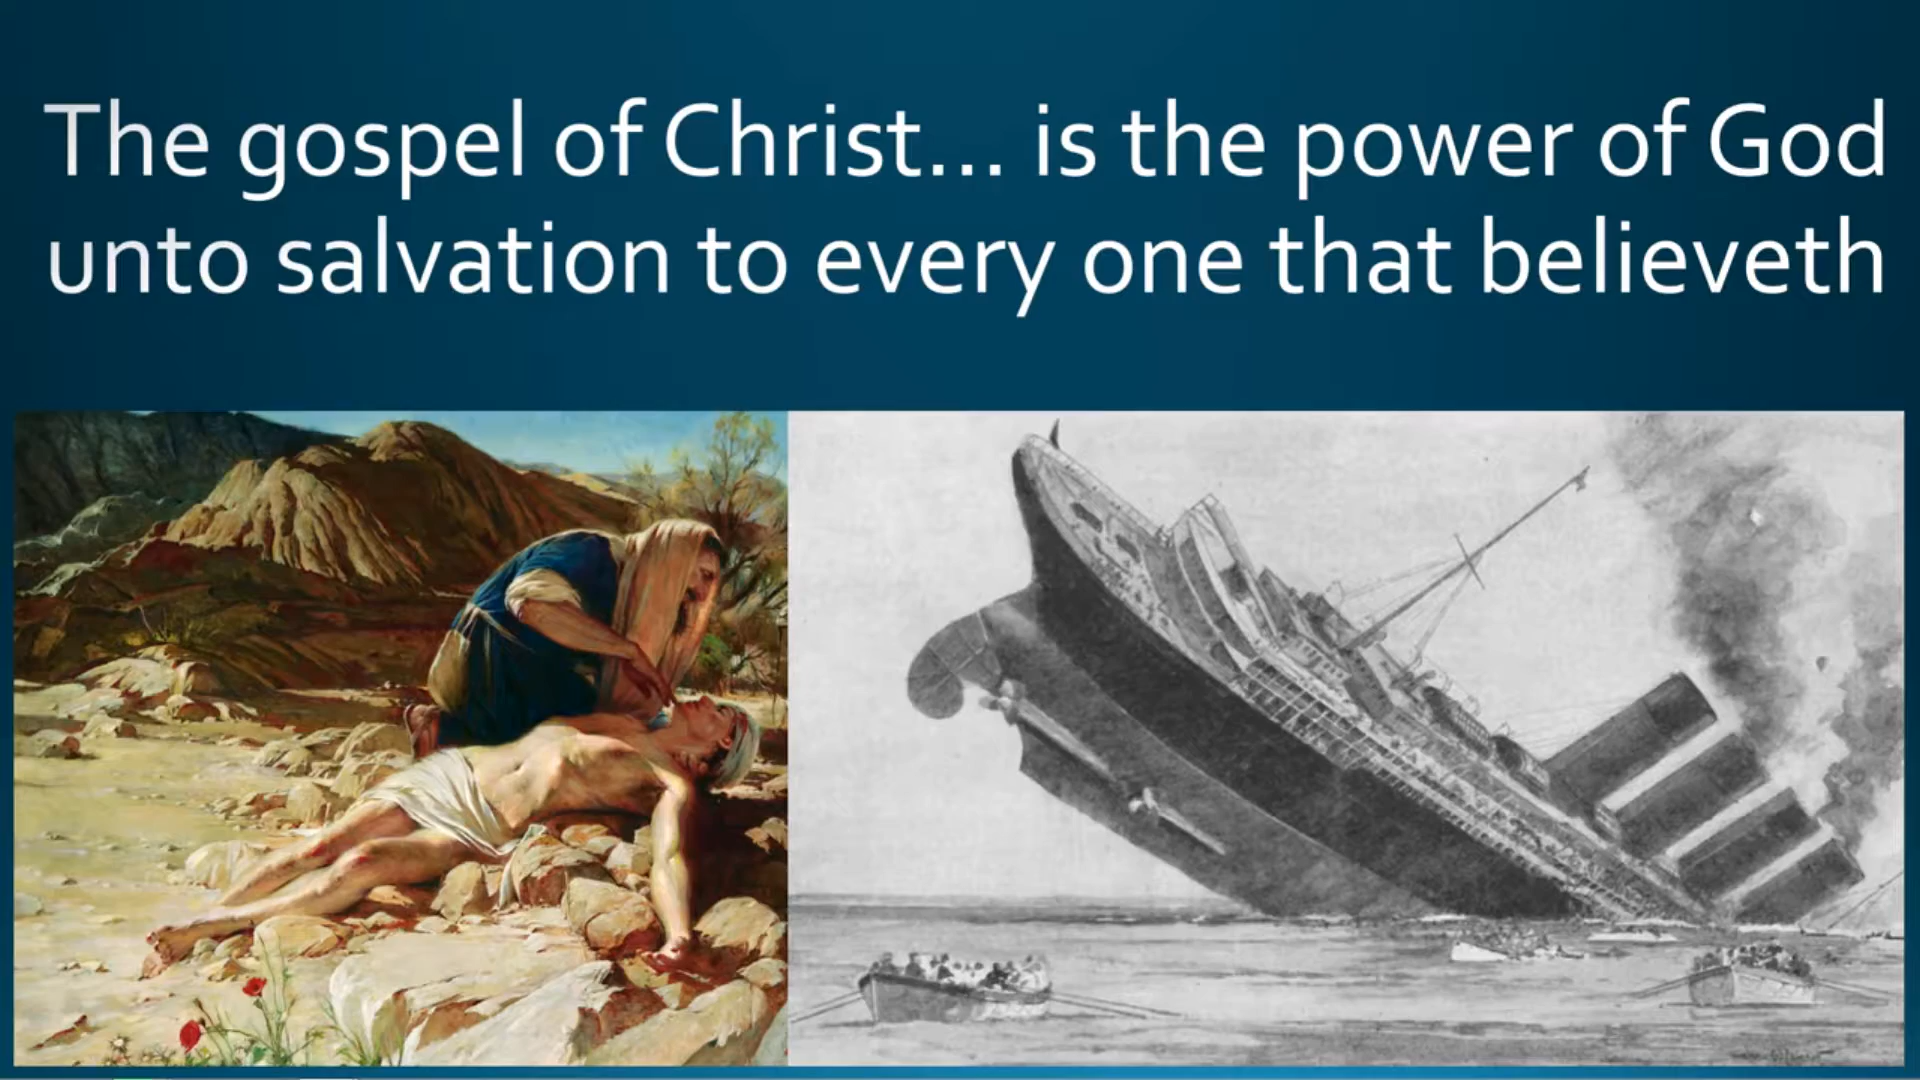 The gospel of Christ... is the power of God
unto salvation to every one that believeth